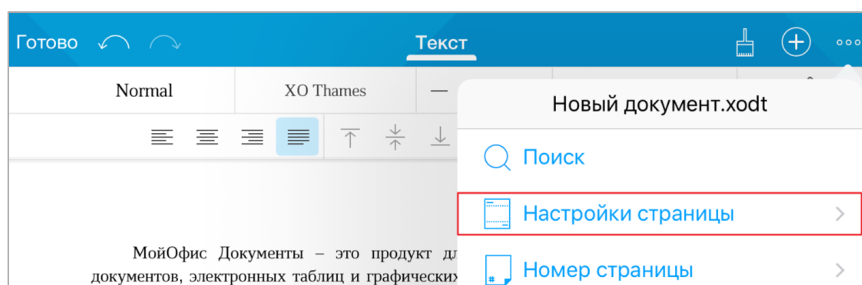 Готово Текст
Normal XO Thames
Новый документ.xodt
Поиск
Настройки страницы
Номер страницы
МойОфис Документы – это продукт
документов, электронных таблиц и графических